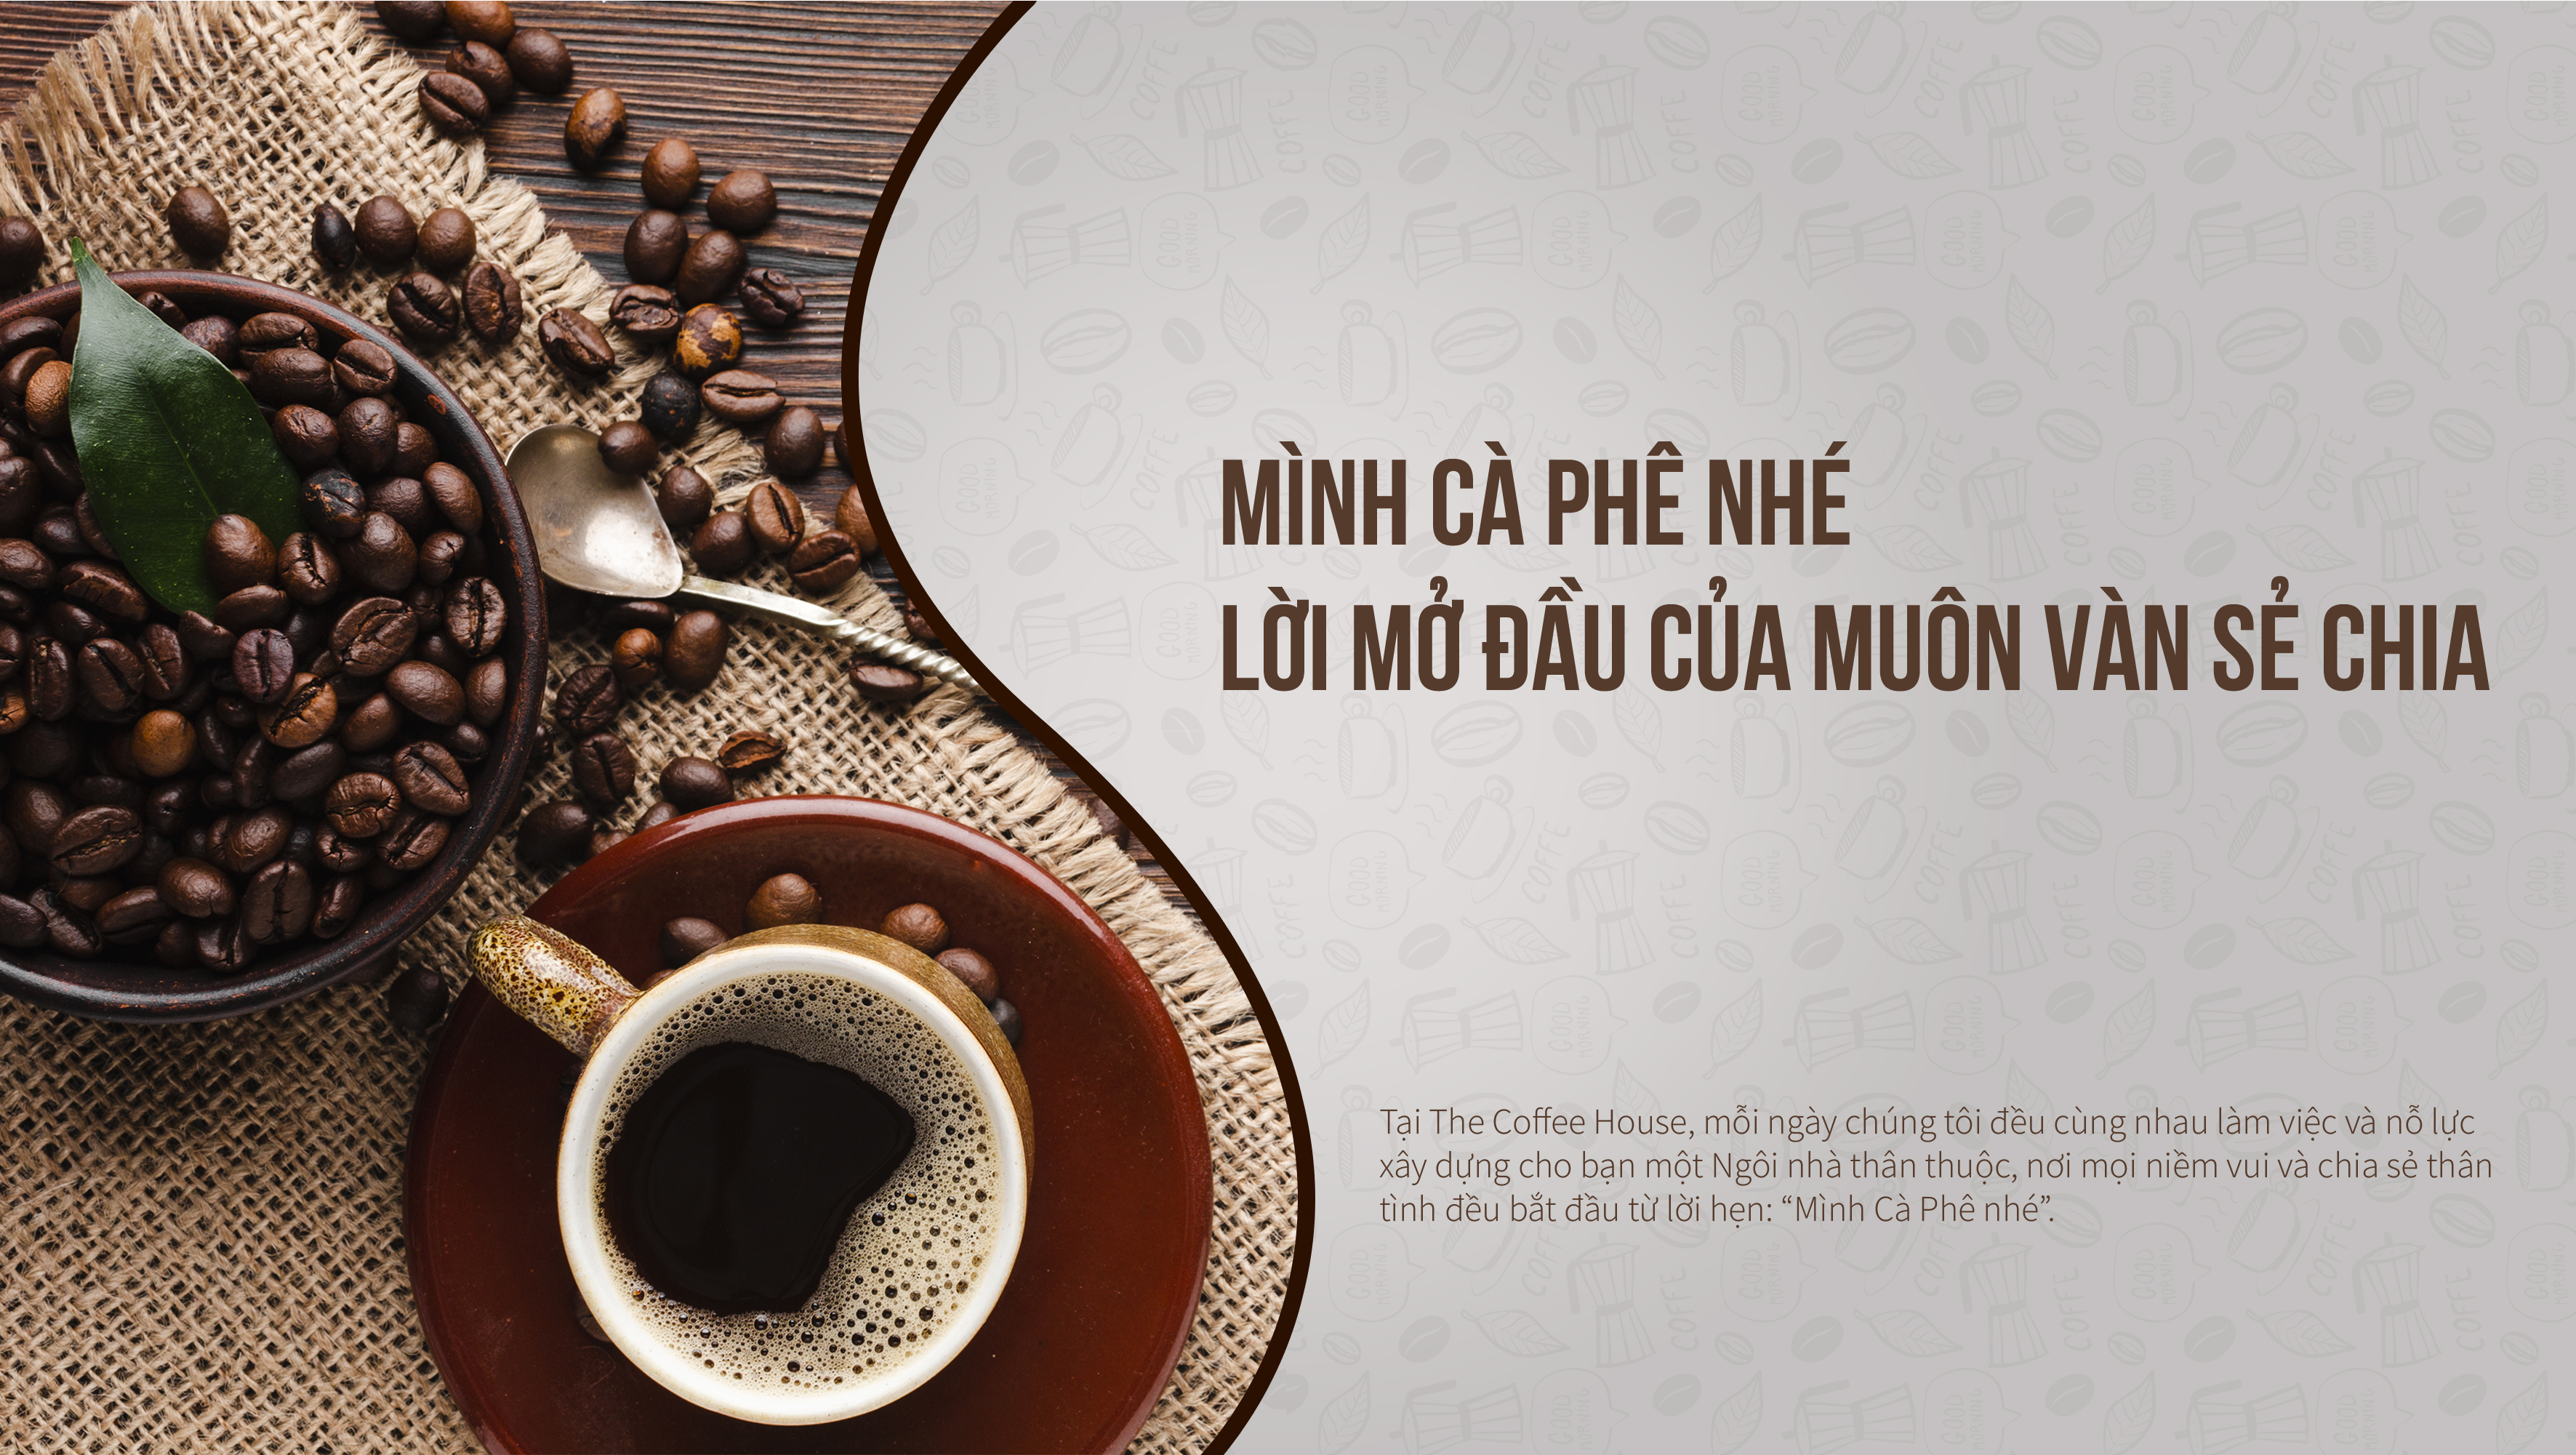 MÌNH CÀ PHÊ NHÉ
LỜI MỞ ĐẦU CỦA MUÔN VÀN SẺ CHIA
Tại The Coffee House, mỗi ngày chúng tôi đều cùng nhau làm việc và nỗ lực
xây dựng cho bạn một Ngôi nhà thân thuộc, nơi mọi niềm vui và chia sẻ thân
tình đều bắt đầu từ lời hẹn: “Mình Cà Phê nhé”.